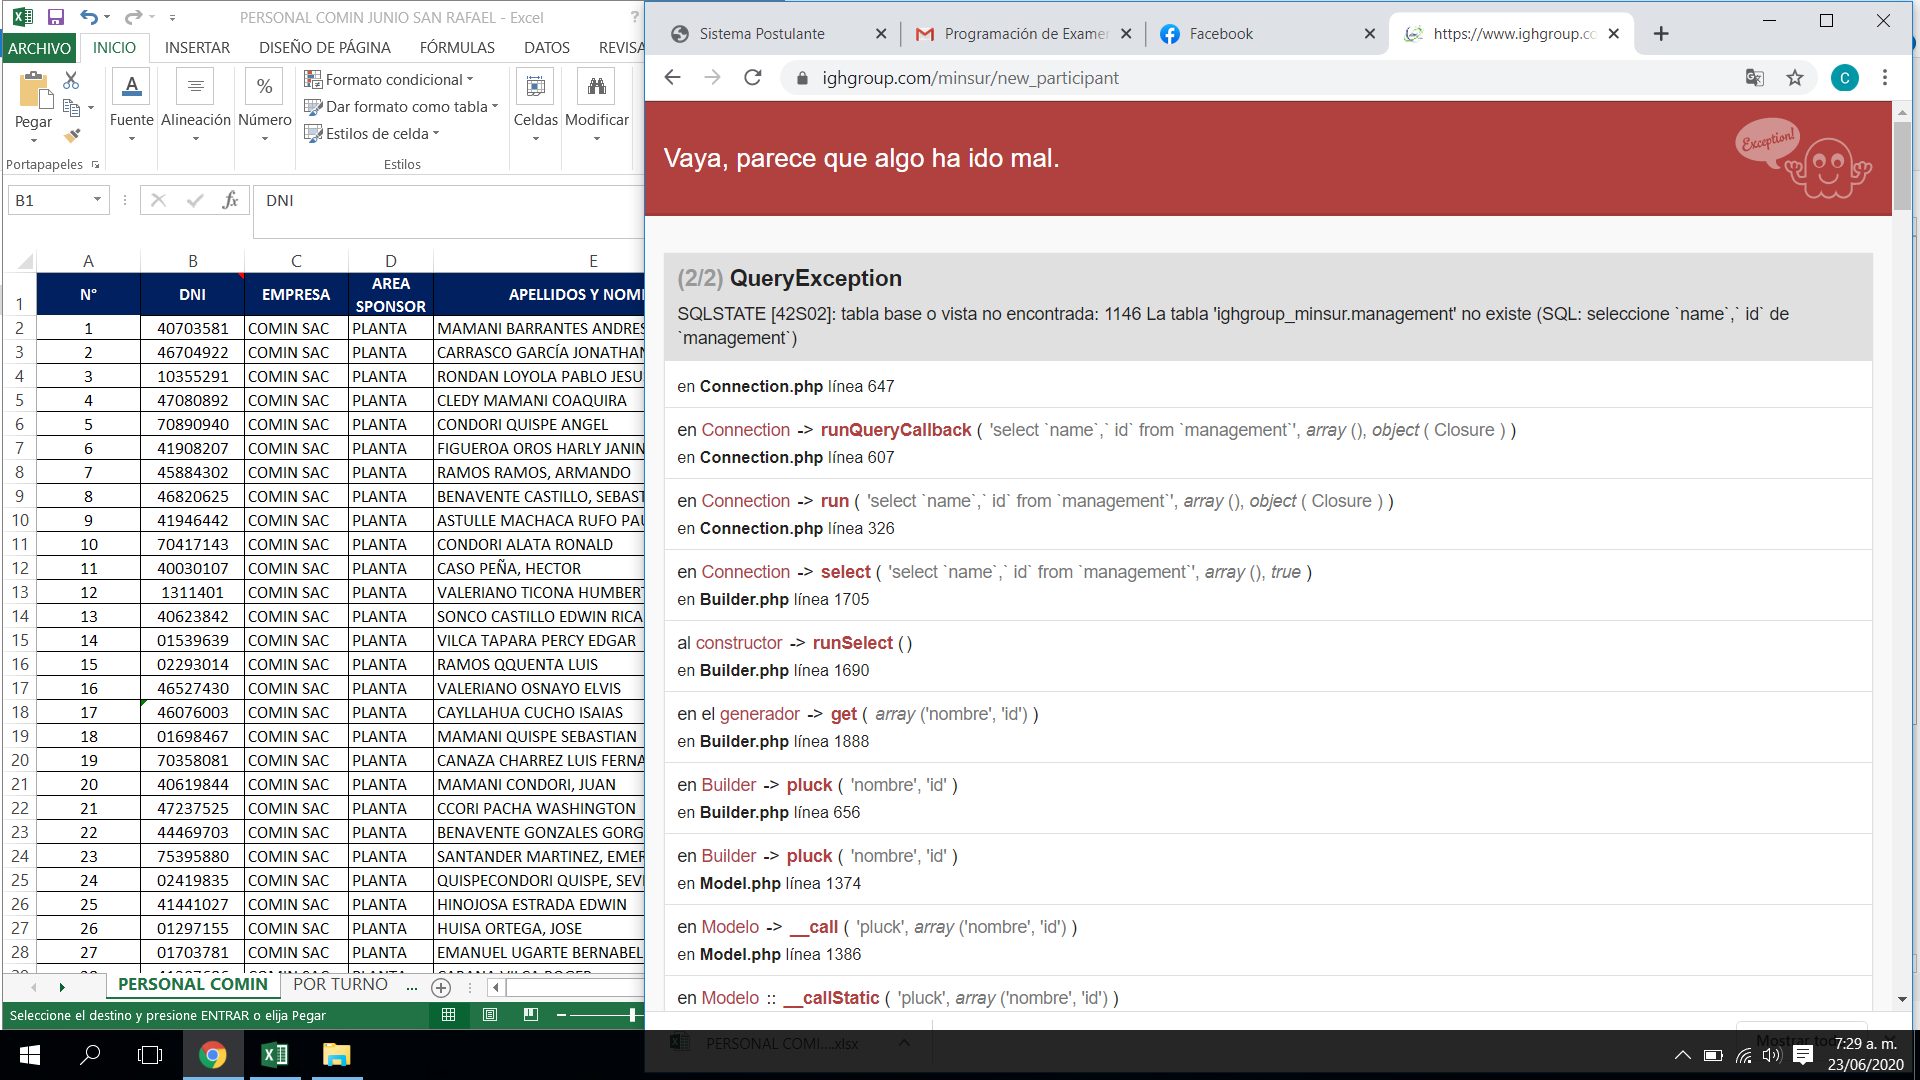 PERSONAL COMIN JUNIO SAN RAFAEL - Excel
?
ARCHIVO INICIO INSERTAR DISEÑO DE PÁGINA FÓRMULAS DATOS REVISA
Pegar
Fuente
Alineación
%
Número
Formato condicional
Dar formato como tabla
Estilos de celda
Celdas
Modificar
Portapapeles
Estilos
B1
fx
DNI
A B C D E
1 N° DNI EMPRESA AREA SPONSOR APELLIDOS Y NOM
2 1 40703581 COMIN SAC PLANTA MAMANI BARRANTES ANDRES
3 2 46704922 COMIN SAC PLANTA CARRASCO GARCÍA JONATHAN
4 3 10355291 COMIN SAC PLANTA RONDAN LOYOLA PABLO JESU
5 4 47080892 COMIN SAC PLANTA CLEDY MAMANI COAQUIRA
6 5 70890940 COMIN SAC PLANTA CONDORI QUISPE ANGEL
7 6 41908207 COMIN SAC PLANTA FIGUEROA OROS HARLY JANIN
8 7 45884302 COMIN SAC PLANTA RAMOS RAMOS, ARMANDO
9 8 46820625 COMIN SAC PLANTA BENAVENTE CASTILLO, SEBAST
10 9 41946442 COMIN SAC PLANTA ASTULLE MACHACA RUFO PAU
11 10 70417143 COMIN SAC PLANTA CONDORI ALATA RONALD
12 11 40030107 COMIN SAC PLANTA CASO PEÑA, HECTOR
13 12 1311401 COMIN SAC PLANTA VALERIANO TICONA HUMBERT
14 13 40623842 COMIN SAC PLANTA SONCO CASTILLO EDWIN RICA
15 14 01539639 COMIN SAC PLANTA VILCA TAPARA PERCY EDGAR
16 15 02293014 COMIN SAC PLANTA RAMOS QQUENTA LUIS
17 16 46527430 COMIN SAC PLANTA VALERIANO OSNAYO ELVIS
18 17 46076003 COMIN SAC PLANTA CAYLLAHUA CUCHO ISAIAS
19 18 01698467 COMIN SAC PLANTA MAMANI QUISPE SEBASTIAN
20 19 70358081 COMIN SAC PLANTA CANAZA CHARREZ LUIS FERNA
21 20 40619844 COMIN SAC PLANTA MAMANI CONDORI, JUAN
22 21 47237525 COMIN SAC PLANTA CCORI PACHA WASHINGTON
23 22 44469703 COMIN SAC PLANTA BENAVENTE GONZALES GORG
24 23 75395880 COMIN SAC PLANTA SANTANDER MARTINEZ, EMER
25 24 02419835 COMIN SAC PLANTA QUISPECONDORI QUISPE, SEV
26 25 41441027 COMIN SAC PLANTA HINOJOSA ESTRADA EDWIN
27 26 01297155 COMIN SAC PLANTA HUISA ORTEGA, JOSE
28 27 01703781 COMIN SAC PLANTA EMANUEL UGARTE BERNABEL
PERSONAL COMIN POR TURNO ...
Seleccione el destino y presione ENTRAR o elija Pegar
Sistema Postulante
Programación de Examen
Facebook
https://www.ighgroup.co
ighgroup.com/minsur/new_participant
C
Vaya, parece que algo ha ido mal.
Exception!
(2/2) QueryException
SQLSTATE [42S02]: tabla base o vista no encontrada: 1146 La tabla 'ighgroup_minsur.management' no existe (SQL: seleccione `name`,` id` de
`management`)
en Connection.php línea 647
en Connection -> runQueryCallback ( 'select `name`,` id` from `management`', array (), object ( Closure ) )
en Connection.php línea 607
en Connection -> run ( 'select `name`,` id` from `management`', array (), object ( Closure ) )
en Connection.php línea 326
en Connection -> select ( 'select `name`,` id` from `management`', array (), true )
en Builder.php línea 1705
al constructor -> runSelect ()
en Builder.php línea 1690
en el generador -> get ( array ('nombre', 'id') )
en Builder.php línea 1888
en Builder -> pluck ( 'nombre', 'id' )
en Builder.php línea 656
en Builder -> pluck ( 'nombre', 'id' )
en Model.php línea 1374
en Modelo -> __call ( 'pluck', array ('nombre', 'id') )
en Model.php línea 1386
en Modelo :: __callStatic ( 'pluck', array ('nombre', 'id') )
PERSONAL COMI....xlsx
Mostrar todo
7:29 a. m.
23/06/2020